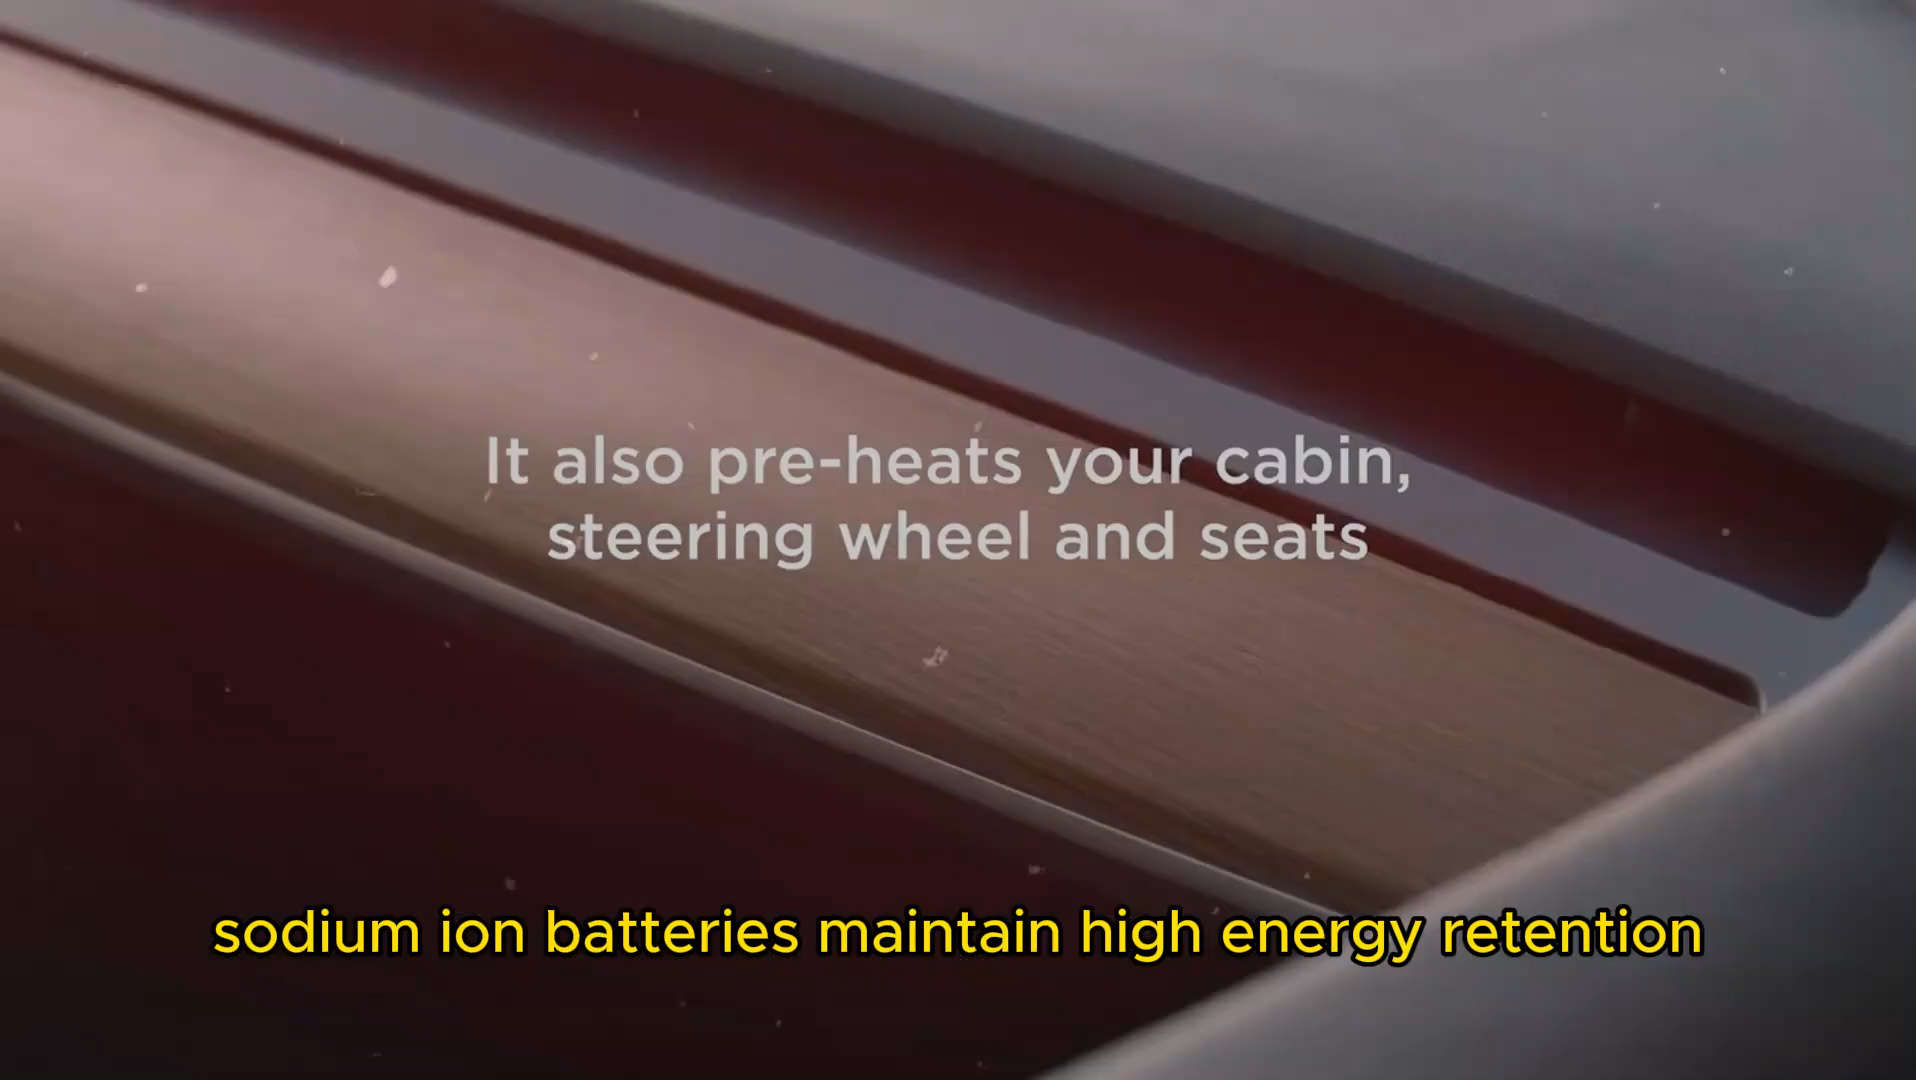 It also pre-heats your cabin,
steering wheel and seats
sodium ion batteries maintain high energy retention